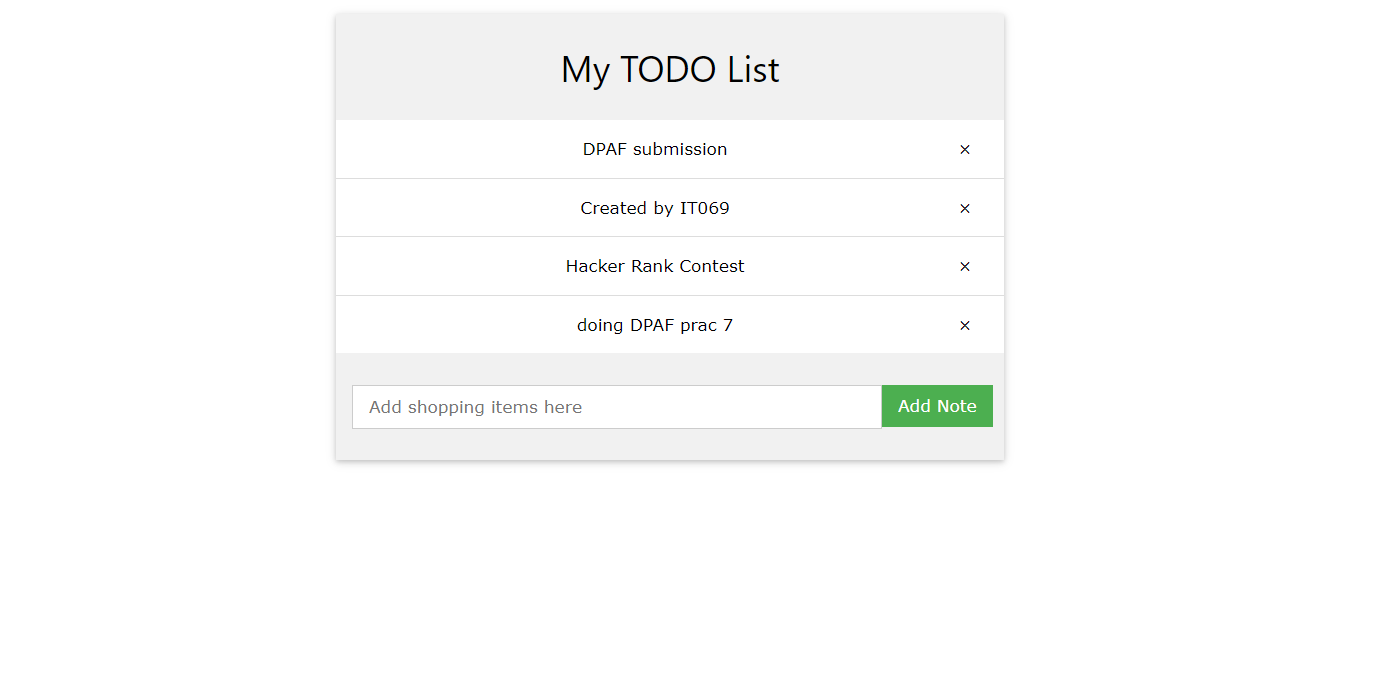 My TODO List
DPAF submission ×
Created by IT069 ×
Hacker Rank Contest ×
doing DPAF prac 7 ×
Add shopping items here Add Note